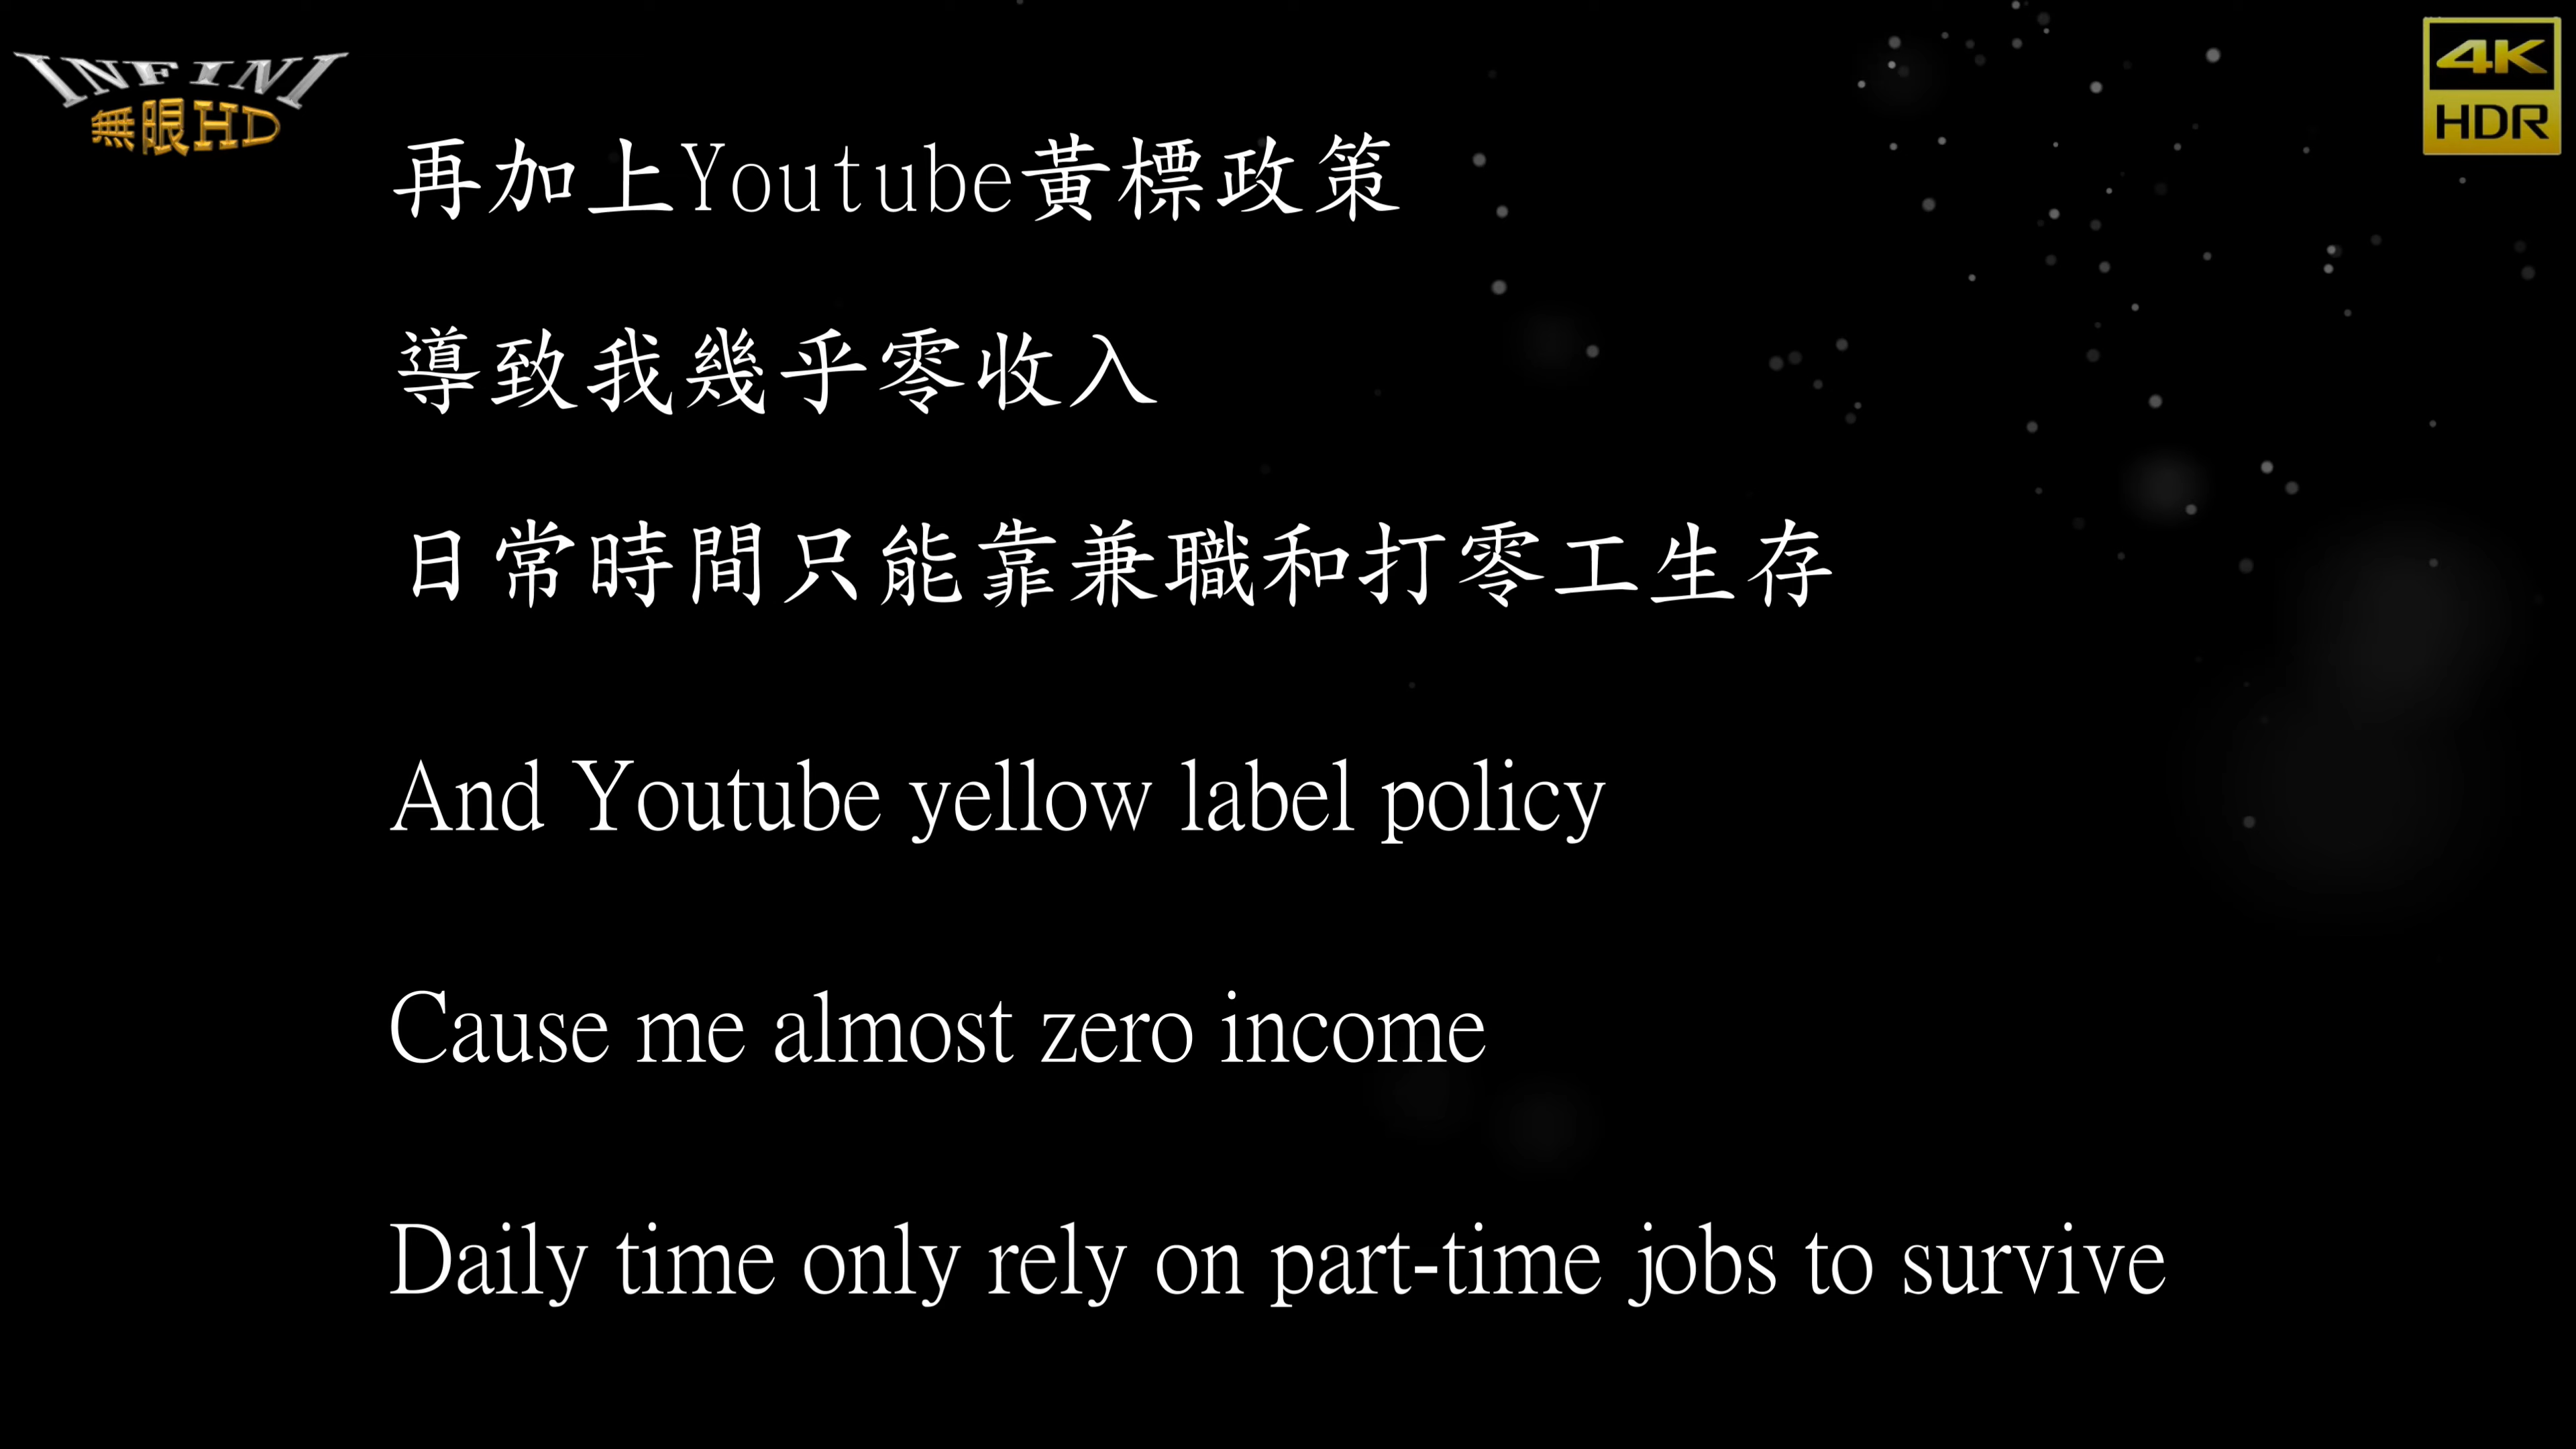 INFINI
無限HD
4K
HDR
再加上Youtube黃標政策
導致我幾乎零收入
日常時間只能靠兼職和打零工生存
And Youtube yellow label policy
Cause me almost zero income
Daily time only rely on part-time jobs to survive